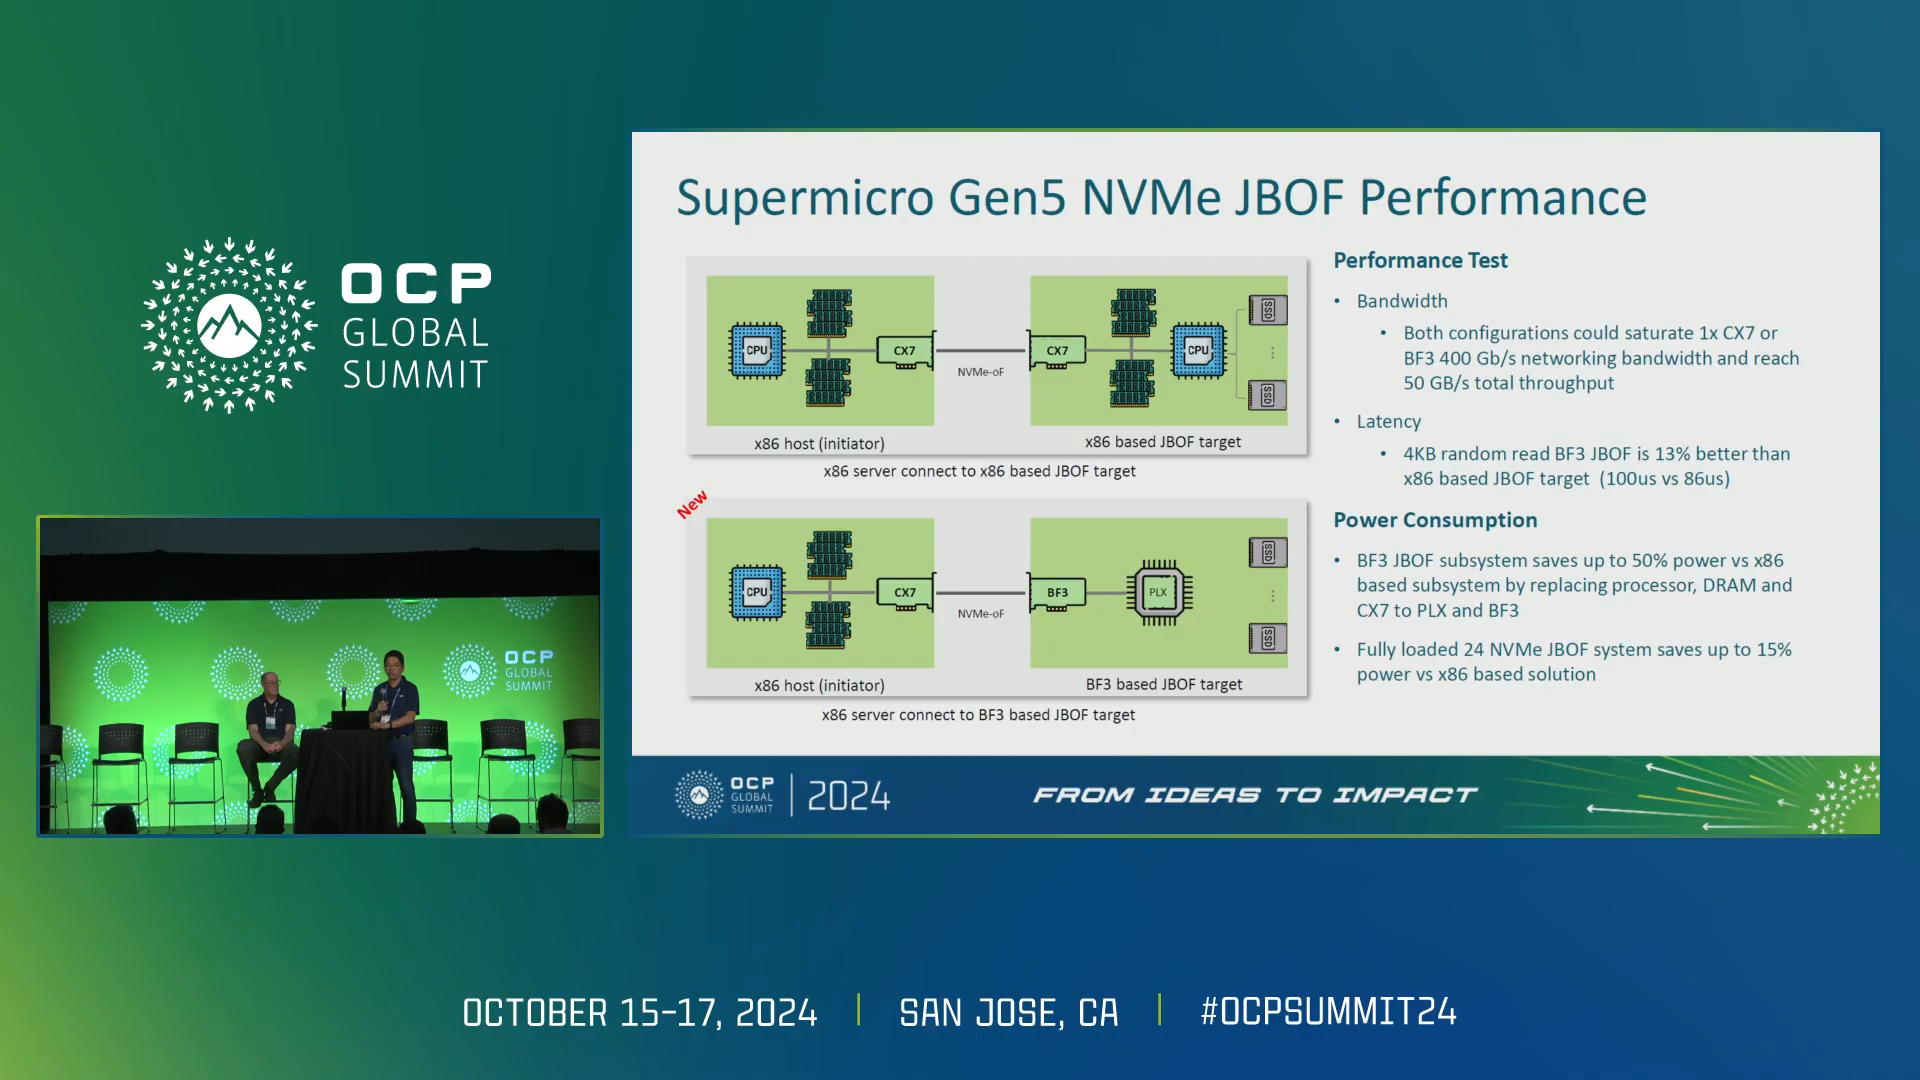 OCP
GLOBAL
SUMMIT
OCP
GLOBAL
SUMMIT
Supermicro Gen5 NVMe JBOF Performance
CPU
CX7
NVMe-oF
CX7
CPU
SSD
SSD
x86 host (initiator)
x86 based JBOF target
x86 server connect to x86 based JBOF target
New
CPU
CX7
NVMe-oF
BF3
PLX
SSD
SSD
x86 host (initiator)
BF3 based JBOF target
x86 server connect to BF3 based JBOF target
Performance Test
• Bandwidth
• Both configurations could saturate 1x CX7 or
BF3 400 Gb/s networking bandwidth and reach
50 GB/s total throughput
• Latency
• 4KB random read BF3 JBOF is 13% better than
x86 based JBOF target (100us vs 86us)
Power Consumption
• BF3 JBOF subsystem saves up to 50% power vs x86
based subsystem by replacing processor, DRAM and
CX7 to PLX and BF3
• Fully loaded 24 NVMe JBOF system saves up to 15%
power vs x86 based solution
OCP
GLOBAL
SUMMIT
2024
FROM IDEAS TO IMPACT
OCTOBER 15-17, 2024 | SAN JOSE, CA | #OCPSUMMIT24